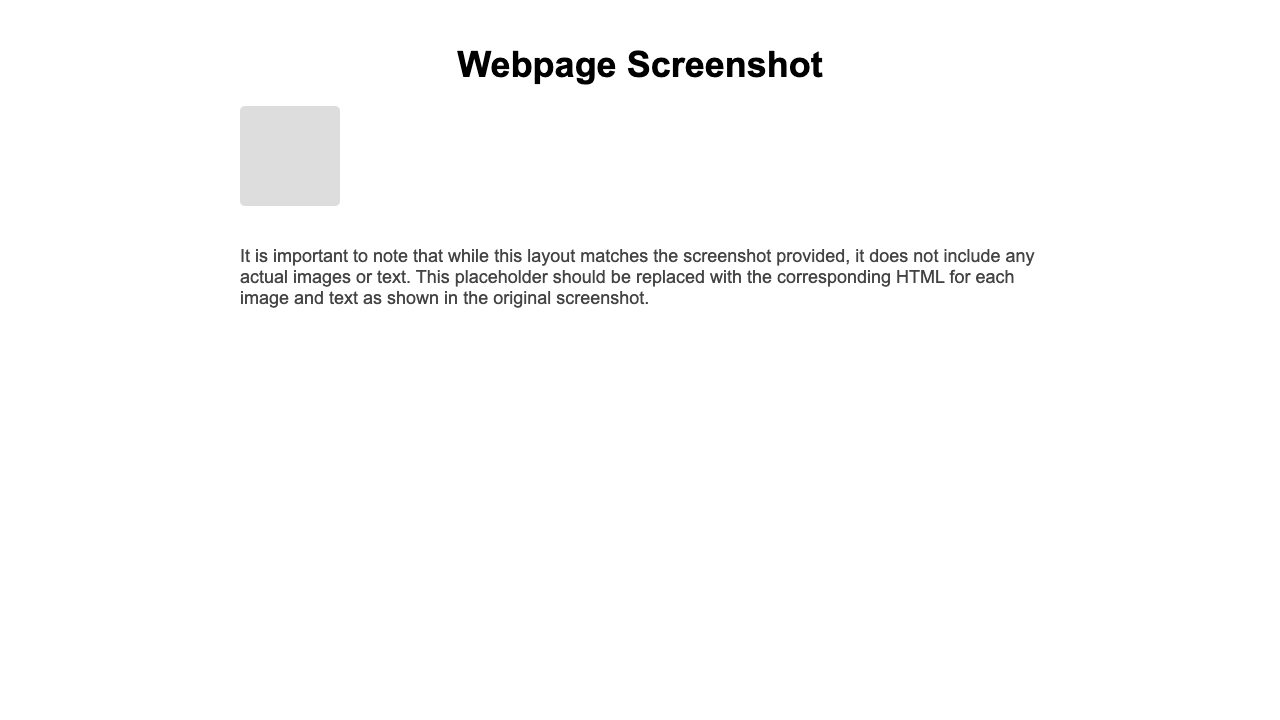 Webpage Screenshot
It is important to note that while this layout matches the screenshot provided, it does not include any
actual images or text. This placeholder should be replaced with the corresponding HTML for each
image and text as shown in the original screenshot.